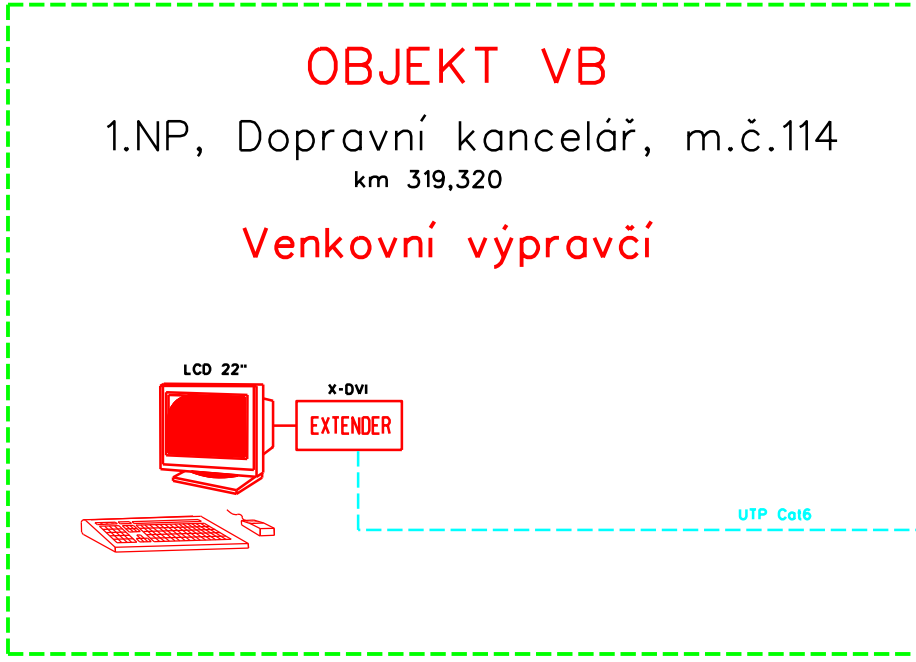 OBJEKT VB
1.NP, Dopravní kancelář, m.č.114
km 319,320
Venkovní výpravčí
LCD 22"
X-DVI
EXTENDER
UTP Cat6